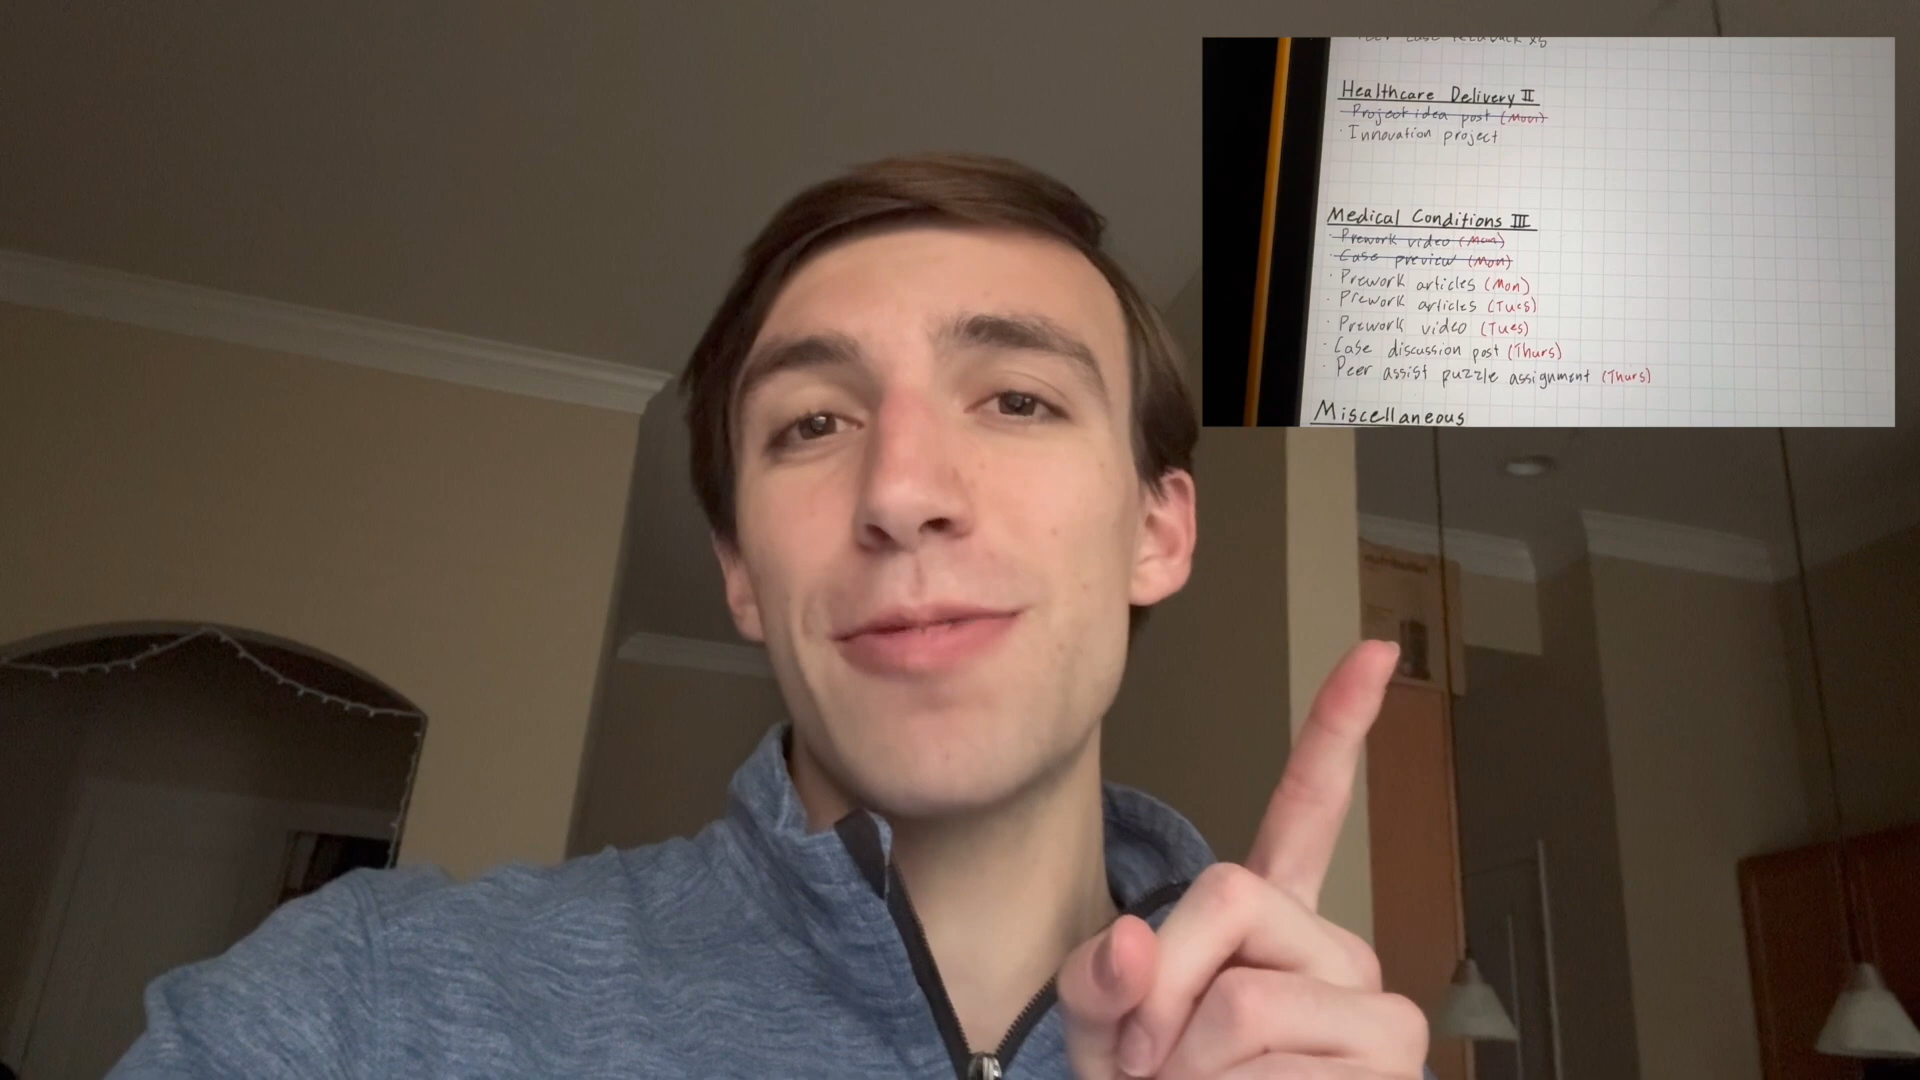 Healthcare Delivery II
Project idea post (Mon)
· Innovation project
Medical Conditions III
· Prework video (Mon)
· Case preview (Mon)
· Prework articles (Mon)
· Prework articles (Tues)
· Prework video (Tues)
· Case discussion post (Thurs)
· Peer assist puzzle assignment (Thurs)
Miscellaneous